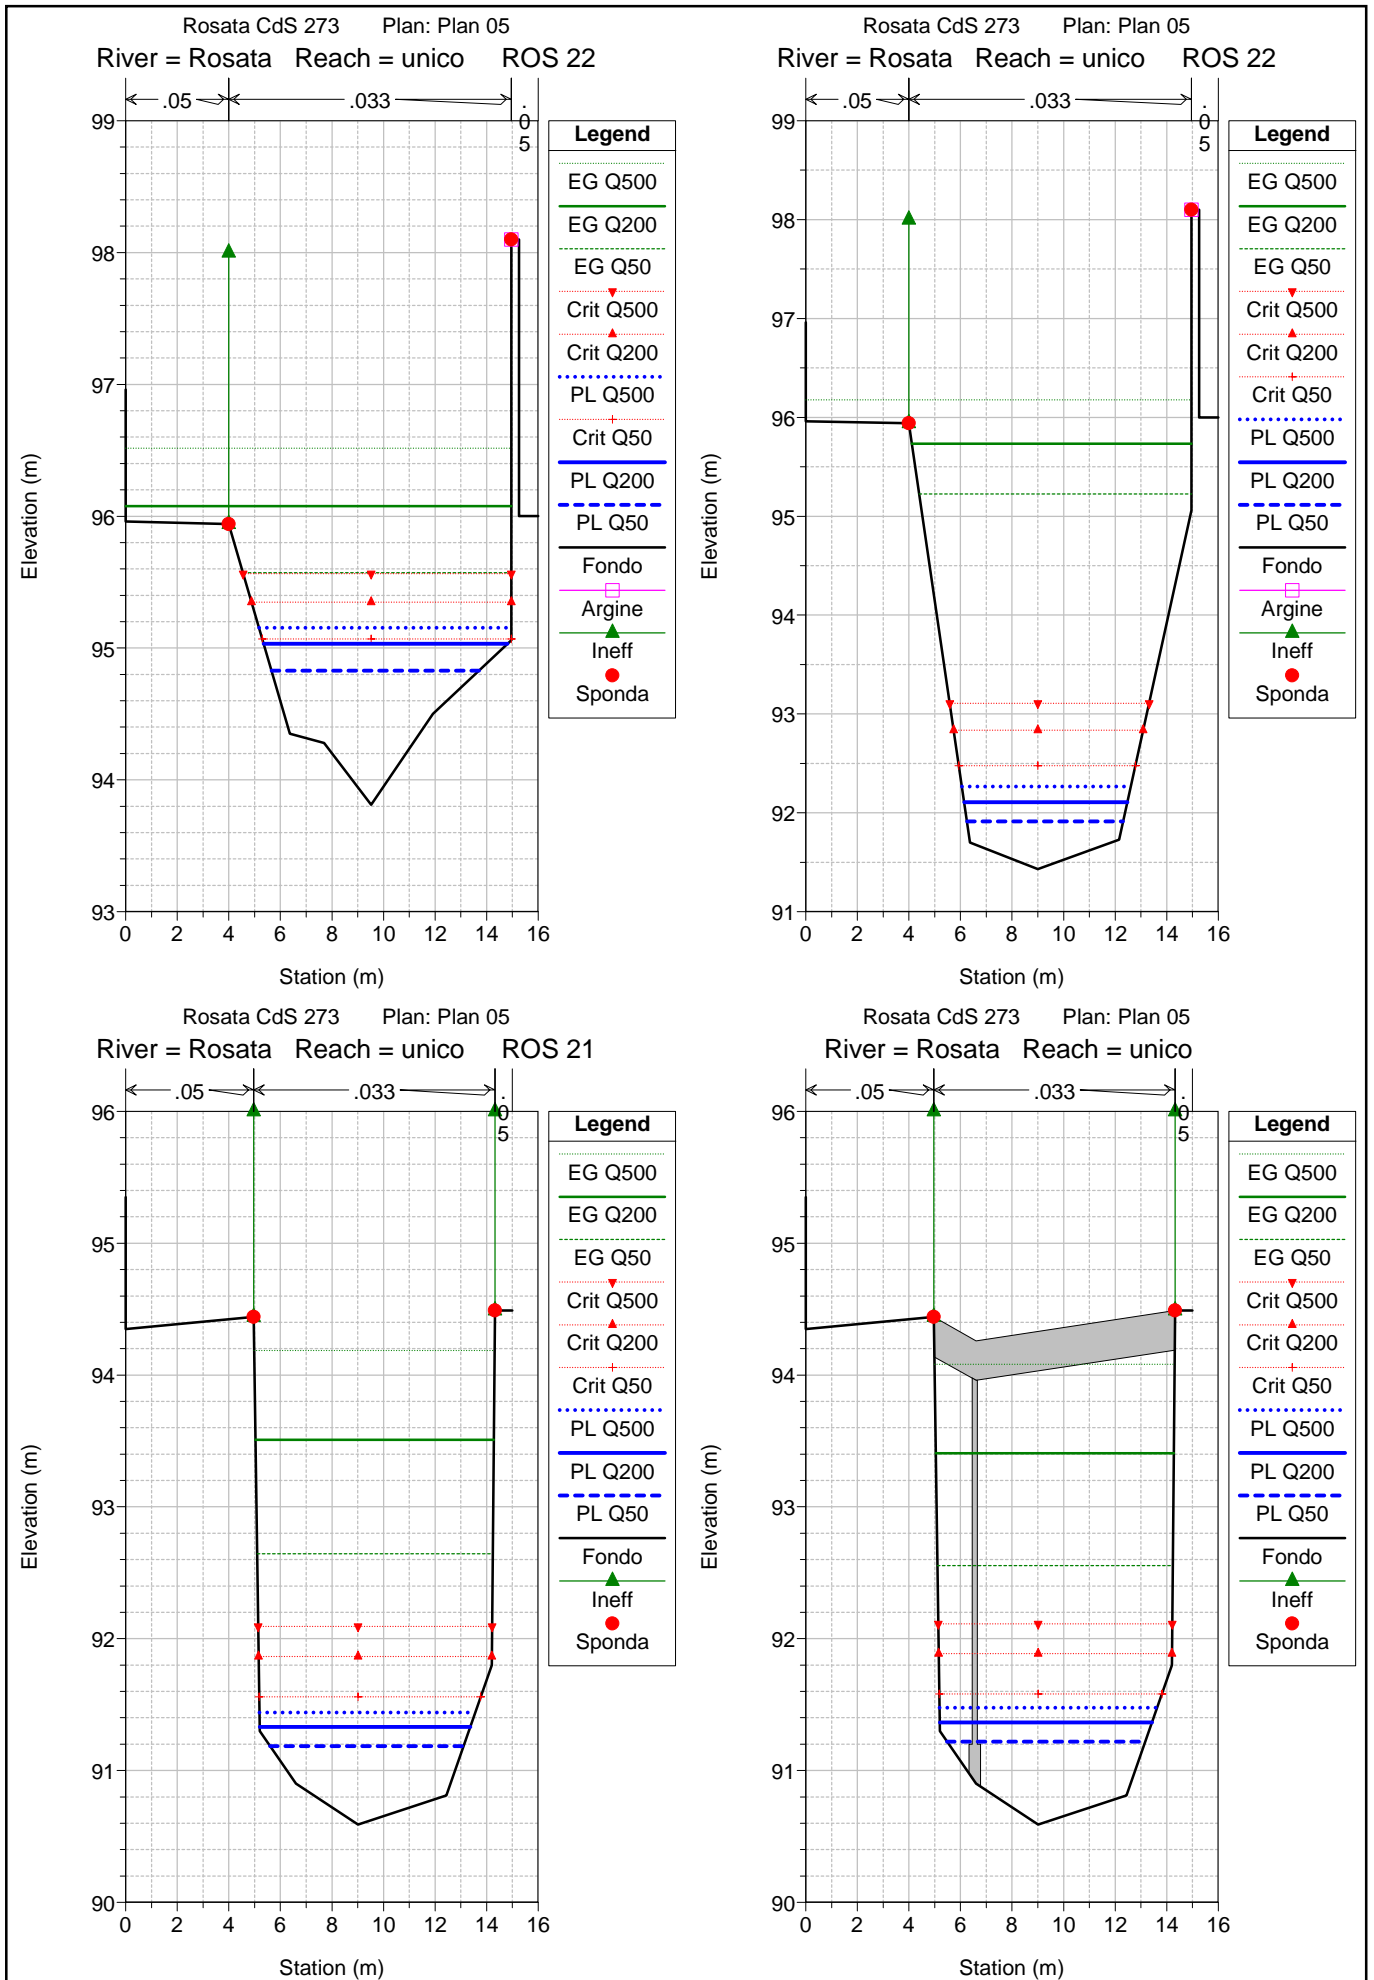 Rosata CdS 273 Plan: Plan 05
River = Rosata Reach = unico ROS 22
.05
.033
.05
99
98
97
96
95
94
93
0 2 4 6 8 10 12 14 16
Station (m)
Elevation (m)
Legend
EG Q500
EG Q200
EG Q50
Crit Q500
Crit Q200
PL Q500
Crit Q50
PL Q200
PL Q50
Fondo
Argine
Ineff
Sponda
Rosata CdS 273 Plan: Plan 05
River = Rosata Reach = unico ROS 22
.05
.033
.05
99
98
97
96
95
94
93
92
91
0 2 4 6 8 10 12 14 16
Station (m)
Elevation (m)
Legend
EG Q500
EG Q200
EG Q50
Crit Q500
Crit Q200
Crit Q50
PL Q500
PL Q200
PL Q50
Fondo
Argine
Ineff
Sponda
Rosata CdS 273 Plan: Plan 05
River = Rosata Reach = unico ROS 21
.05
.033
.05
96
95
94
93
92
91
90
0 2 4 6 8 10 12 14 16
Station (m)
Elevation (m)
Legend
EG Q500
EG Q200
EG Q50
Crit Q500
Crit Q200
Crit Q50
PL Q500
PL Q200
PL Q50
Fondo
Ineff
Sponda
Rosata CdS 273 Plan: Plan 05
River = Rosata Reach = unico
.05
.033
.05
96
95
94
93
92
91
90
0 2 4 6 8 10 12 14 16
Station (m)
Elevation (m)
Legend
EG Q500
EG Q200
EG Q50
Crit Q500
Crit Q200
Crit Q50
PL Q500
PL Q200
PL Q50
Fondo
Ineff
Sponda